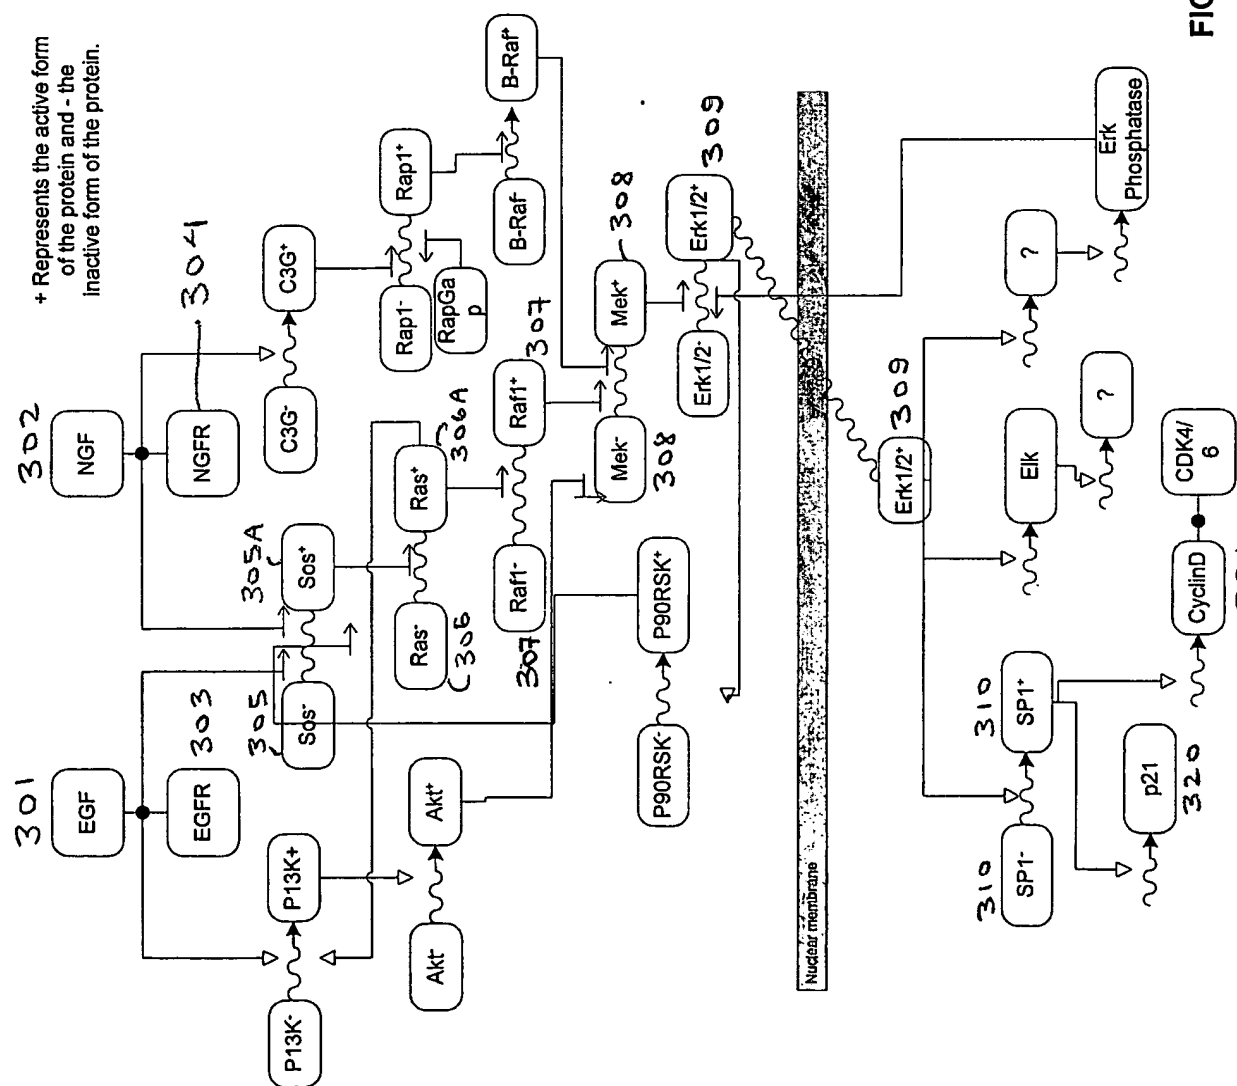 + Represents the active form
of the protein and - the
inactive form of the protein.
301
EGF
303
EGFR
302
NGF
304
NGFR
P13K-
P13K+
305
Sos-
305A
Sos+
C3G-
C3G+
Akt-
Akt+
Ras-
306
Ras+
306A
Rap1-
Rap1+
RapGa
p
Raf1-
307
Raf1+
307
B-Raf-
B-Raf+
Mek-
308
Mek+
308
P90RSK-
P90RSK+
Erk1/2-
Erk1/2+
309
Nuclear membrane
Erk1/2+
309
310
SP1-
310
SP1+
Elk
?
p21
320
CyclinD
CDK4/
6
?
Erk
Phosphatase
FIG